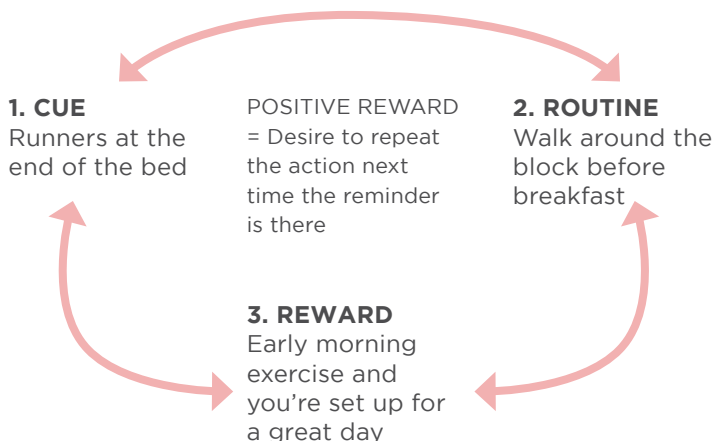 1. CUE
Runners at the
end of the bed
POSITIVE REWARD
= Desire to repeat
the action next
time the reminder
is there
2. ROUTINE
Walk around the
block before
breakfast
3. REWARD
Early morning
exercise and
you’re set up for
a great day